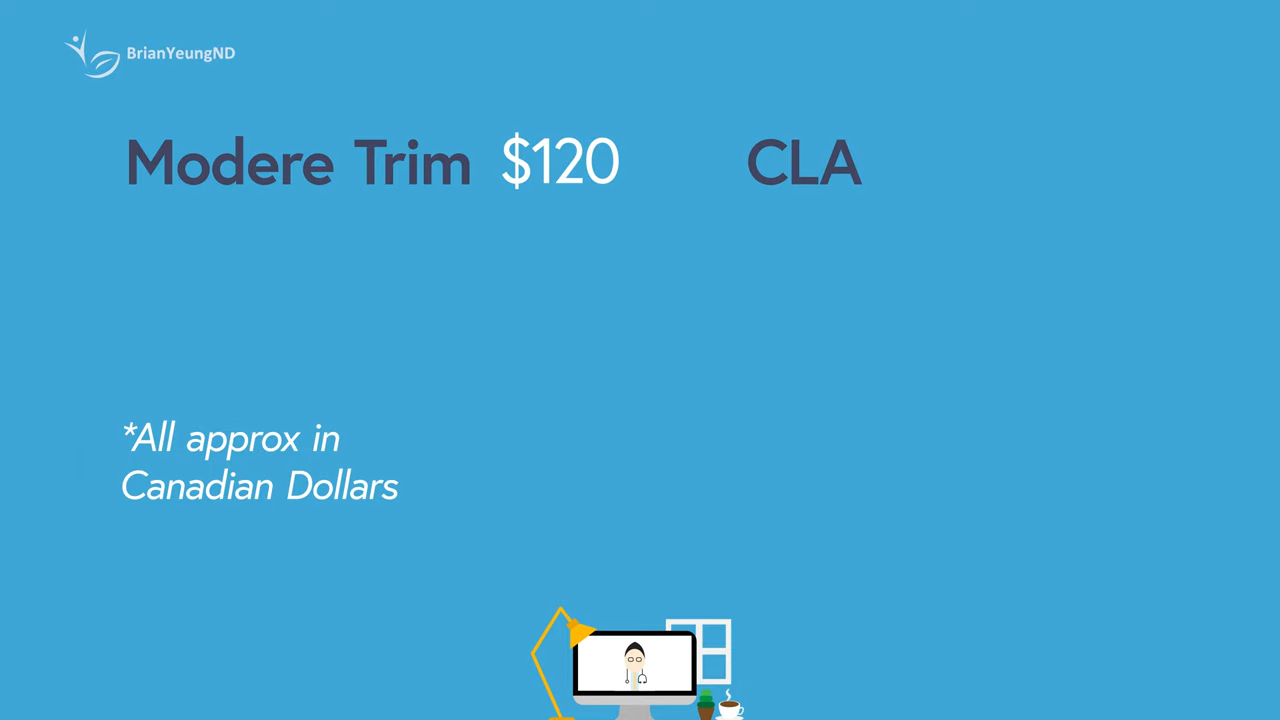 BrianYeungND
Modere Trim $120 CLA
*All approx in
Canadian Dollars